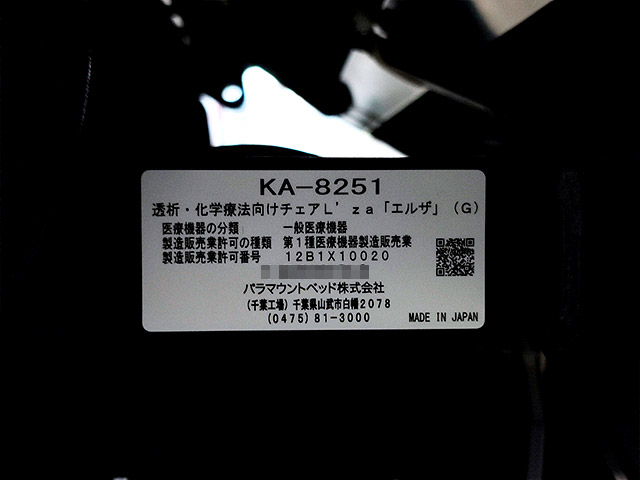 KA-8251
透析・化学療法向けチェアL'za「エルザ」(G)
医療機器の分類 一般医療機器
製造販売業許可の種類 第1種医療機器製造販売業
製造販売業許可番号 12B1X10020
パラマウントベッド株式会社
(千葉工場)千葉県山武市白幡2078
(0475)81-3000
MADE IN JAPAN